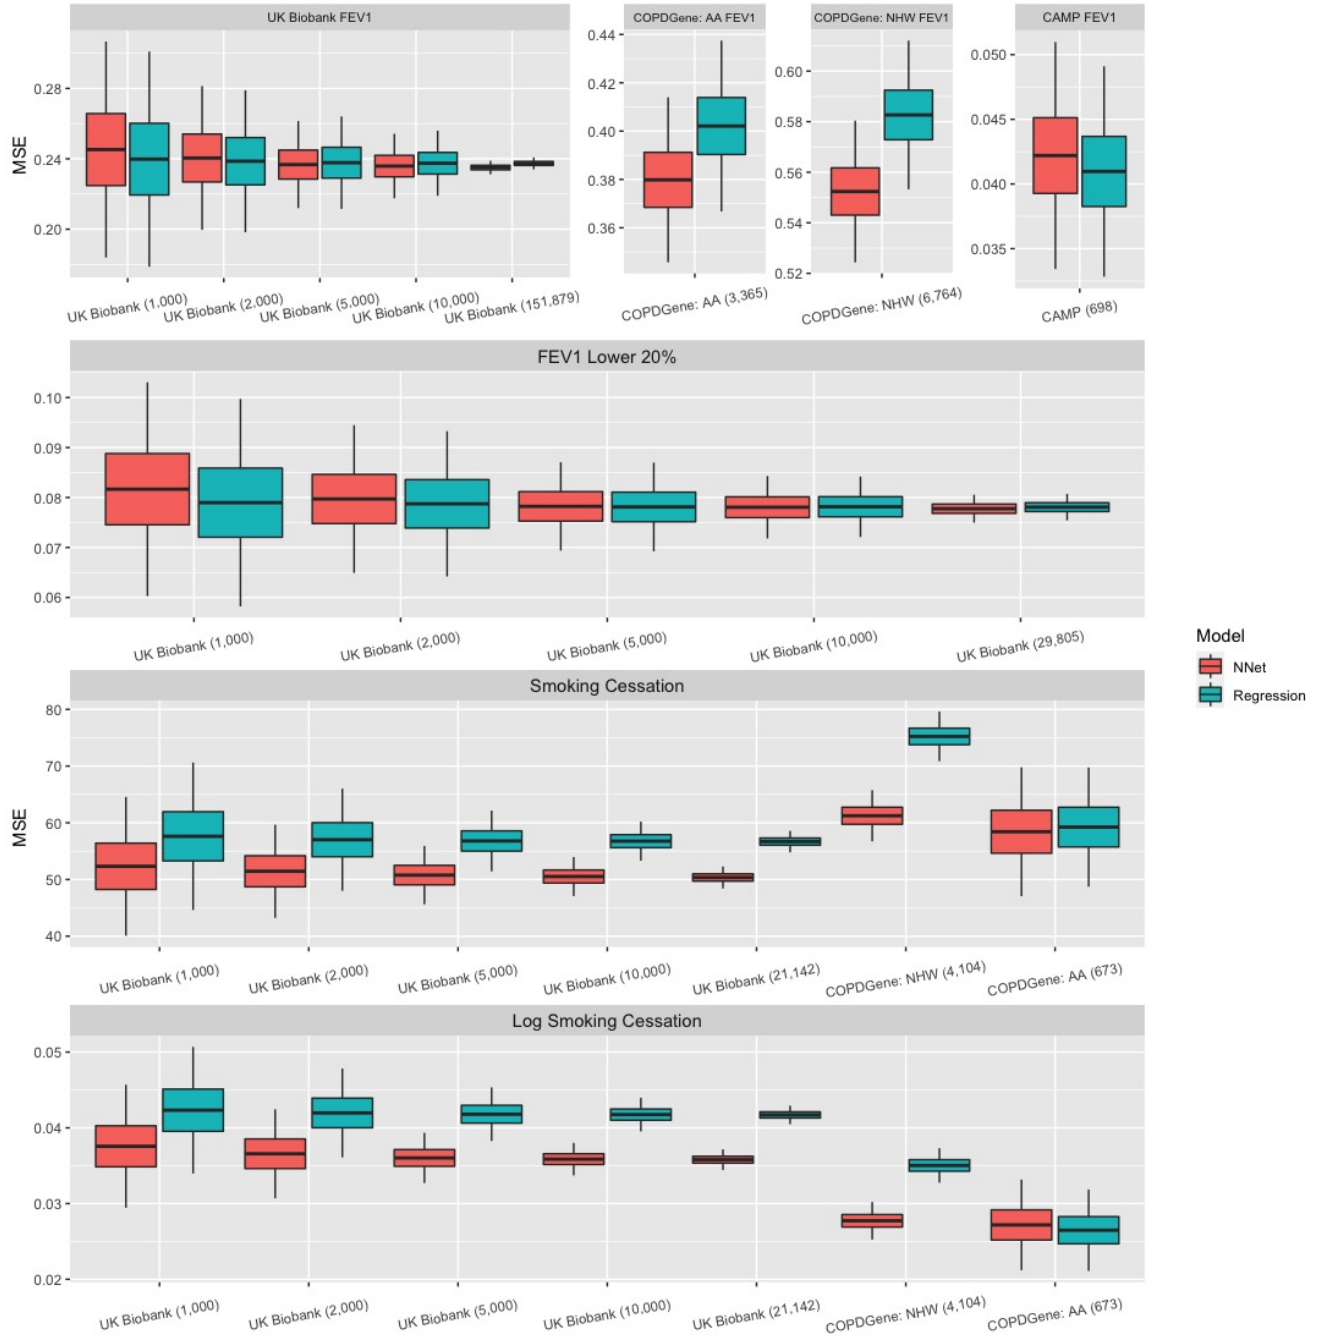 UK Biobank FEV1
COPDGene: AA FEV1
COPDGene: NHW FEV1
CAMP FEV1
MSE
0.28
0.24
0.20
0.44
0.42
0.40
0.38
0.36
0.60
0.58
0.56
0.54
0.52
0.050
0.045
0.040
0.035
UK Biobank (1,000)
UK Biobank (2,000)
UK Biobank (5,000)
UK Biobank (10,000)
UK Biobank (151,879)
COPDGene: AA (3,365)
COPDGene: NHW (6,764)
CAMP (698)
FEV1 Lower 20%
0.10
0.09
0.08
0.07
0.06
UK Biobank (1,000)
UK Biobank (2,000)
UK Biobank (5,000)
UK Biobank (10,000)
UK Biobank (29,805)
Model
NNet
Regression
Smoking Cessation
MSE
80
70
60
50
40
UK Biobank (1,000)
UK Biobank (2,000)
UK Biobank (5,000)
UK Biobank (10,000)
UK Biobank (21,142)
COPDGene: NHW (4,104)
COPDGene: AA (673)
Log Smoking Cessation
0.05
0.04
0.03
0.02
UK Biobank (1,000)
UK Biobank (2,000)
UK Biobank (5,000)
UK Biobank (10,000)
UK Biobank (21,142)
COPDGene: NHW (4,104)
COPDGene: AA (673)